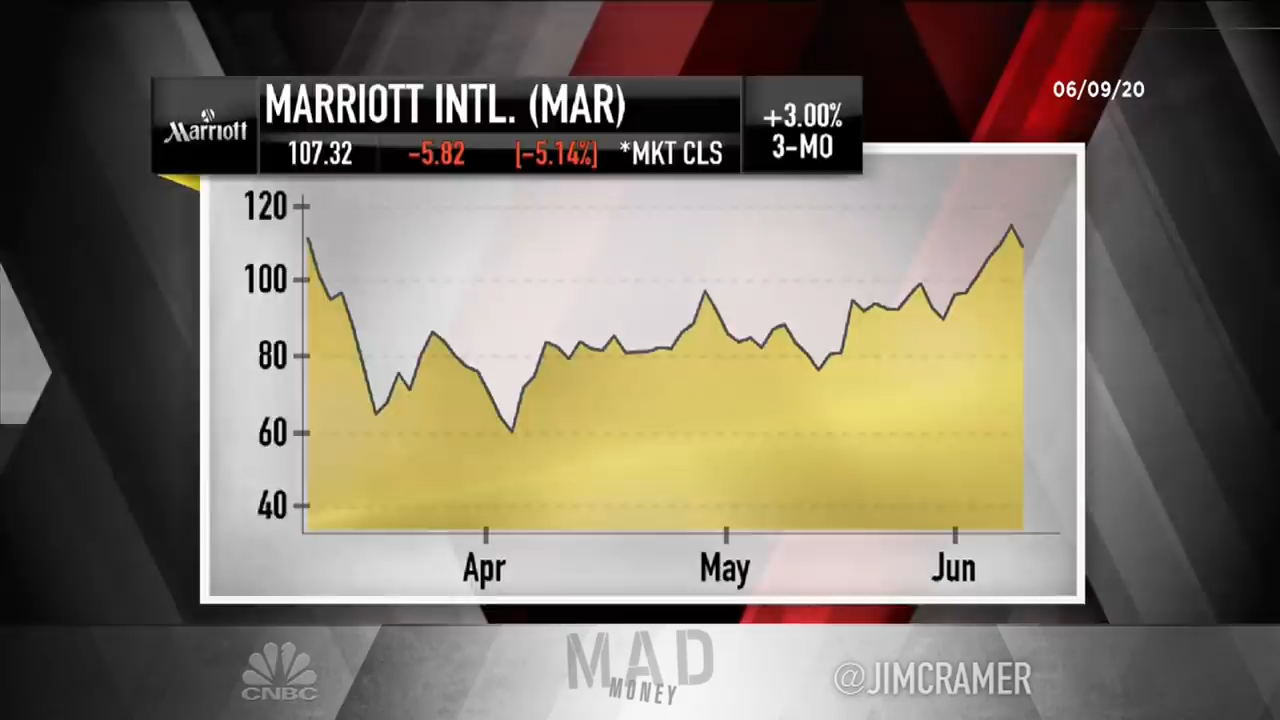 06/09/20
Marriott
MARRIOTT INTL. (MAR)
107.32 -5.82 [-5.14%] *MKT CLS
+3.00%
3-MO
120
100
80
60
40
Apr May Jun
CNBC
MAD
MONEY
@JIMCRAMER